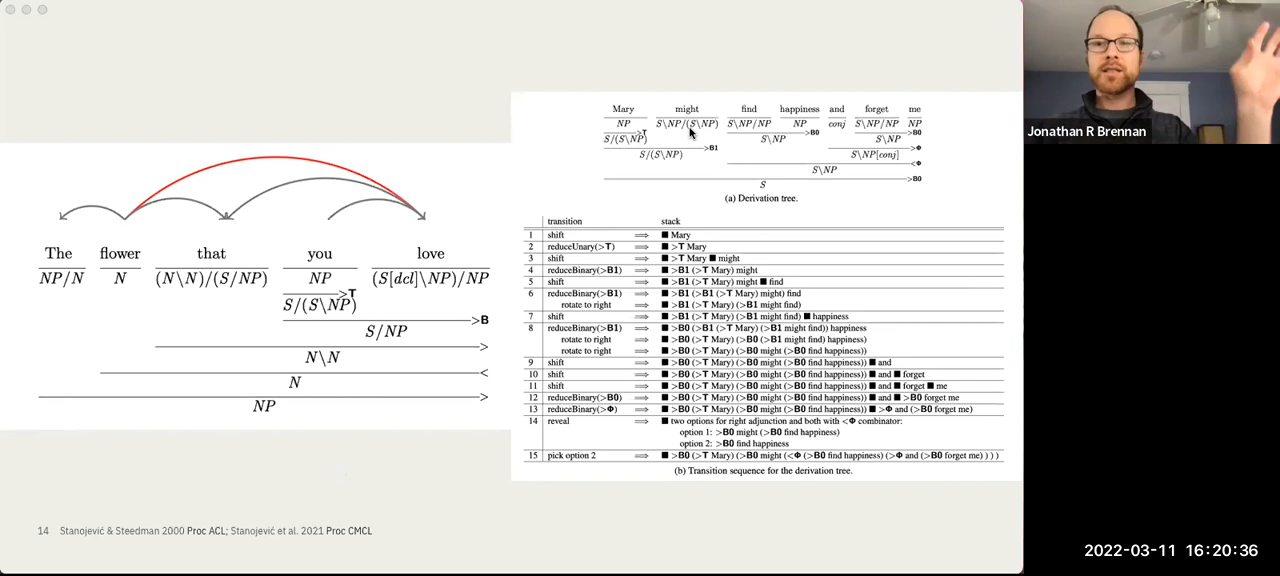 The flower that you love
NP/N N (N\N)/(S/NP) NP (S[dcl]\NP)/NP
>T
S/(S\NP)
>B
S/NP
>
N\N
<
N
>
NP
Mary might find happiness and forget me
NP S\NP/(S\NP) S\NP/NP NP conj S\NP/NP NP
>T >B0 >B0
S/(S\NP) S\NP S\NP
>B1 >Φ
S/(S\NP) S\NP[conj]
<Φ
S\NP
>B0
S
(a) Derivation tree.
transition stack
1 shift ⟹ ■ Mary
2 reduceUnary(>T) ⟹ ■ >T Mary
3 shift ⟹ ■ >T Mary ■ might
4 reduceBinary(>B1) ⟹ ■ >B1 (>T Mary) might
5 shift ⟹ ■ >B1 (>T Mary) might ■ find
6 reduceBinary(>B1) ⟹ ■ >B1 (>B1 (>T Mary) might) find
rotate to right ⟹ ■ >B1 (>T Mary) (>B1 might find)
7 shift ⟹ ■ >B1 (>T Mary) (>B1 might find) ■ happiness
8 reduceBinary(>B1) ⟹ ■ >B0 (>B1 (>T Mary) (>B1 might find)) happiness
rotate to right ⟹ ■ >B0 (>T Mary) (>B0 (>B1 might find) happiness)
rotate to right ⟹ ■ >B0 (>T Mary) (>B0 might (>B0 find happiness))
9 shift ⟹ ■ >B0 (>T Mary) (>B0 might (>B0 find happiness)) ■ and
10 shift ⟹ ■ >B0 (>T Mary) (>B0 might (>B0 find happiness)) ■ and ■ forget
11 shift ⟹ ■ >B0 (>T Mary) (>B0 might (>B0 find happiness)) ■ and ■ forget ■ me
12 reduceBinary(>B0) ⟹ ■ >B0 (>T Mary) (>B0 might (>B0 find happiness)) ■ and ■ >B0 forget me
13 reduceBinary(>Φ) ⟹ ■ >B0 (>T Mary) (>B0 might (>B0 find happiness)) ■ >Φ and (>B0 forget me)
14 reveal ⟹ ■ two options for right adjunction and both with <Φ combinator:
option 1: >B0 might (>B0 find happiness)
option 2: >B0 find happiness
15 pick option 2 ⟹ ■ >B0 (>T Mary) (>B0 might (<Φ (>B0 find happiness) (>Φ and (>B0 forget me) ) ) )
(b) Transition sequence for the derivation tree.
14 Stanojević & Steedman 2000 Proc ACL; Stanojević et al. 2021 Proc CMCL
Jonathan R Brennan
2022-03-11 16:20:36